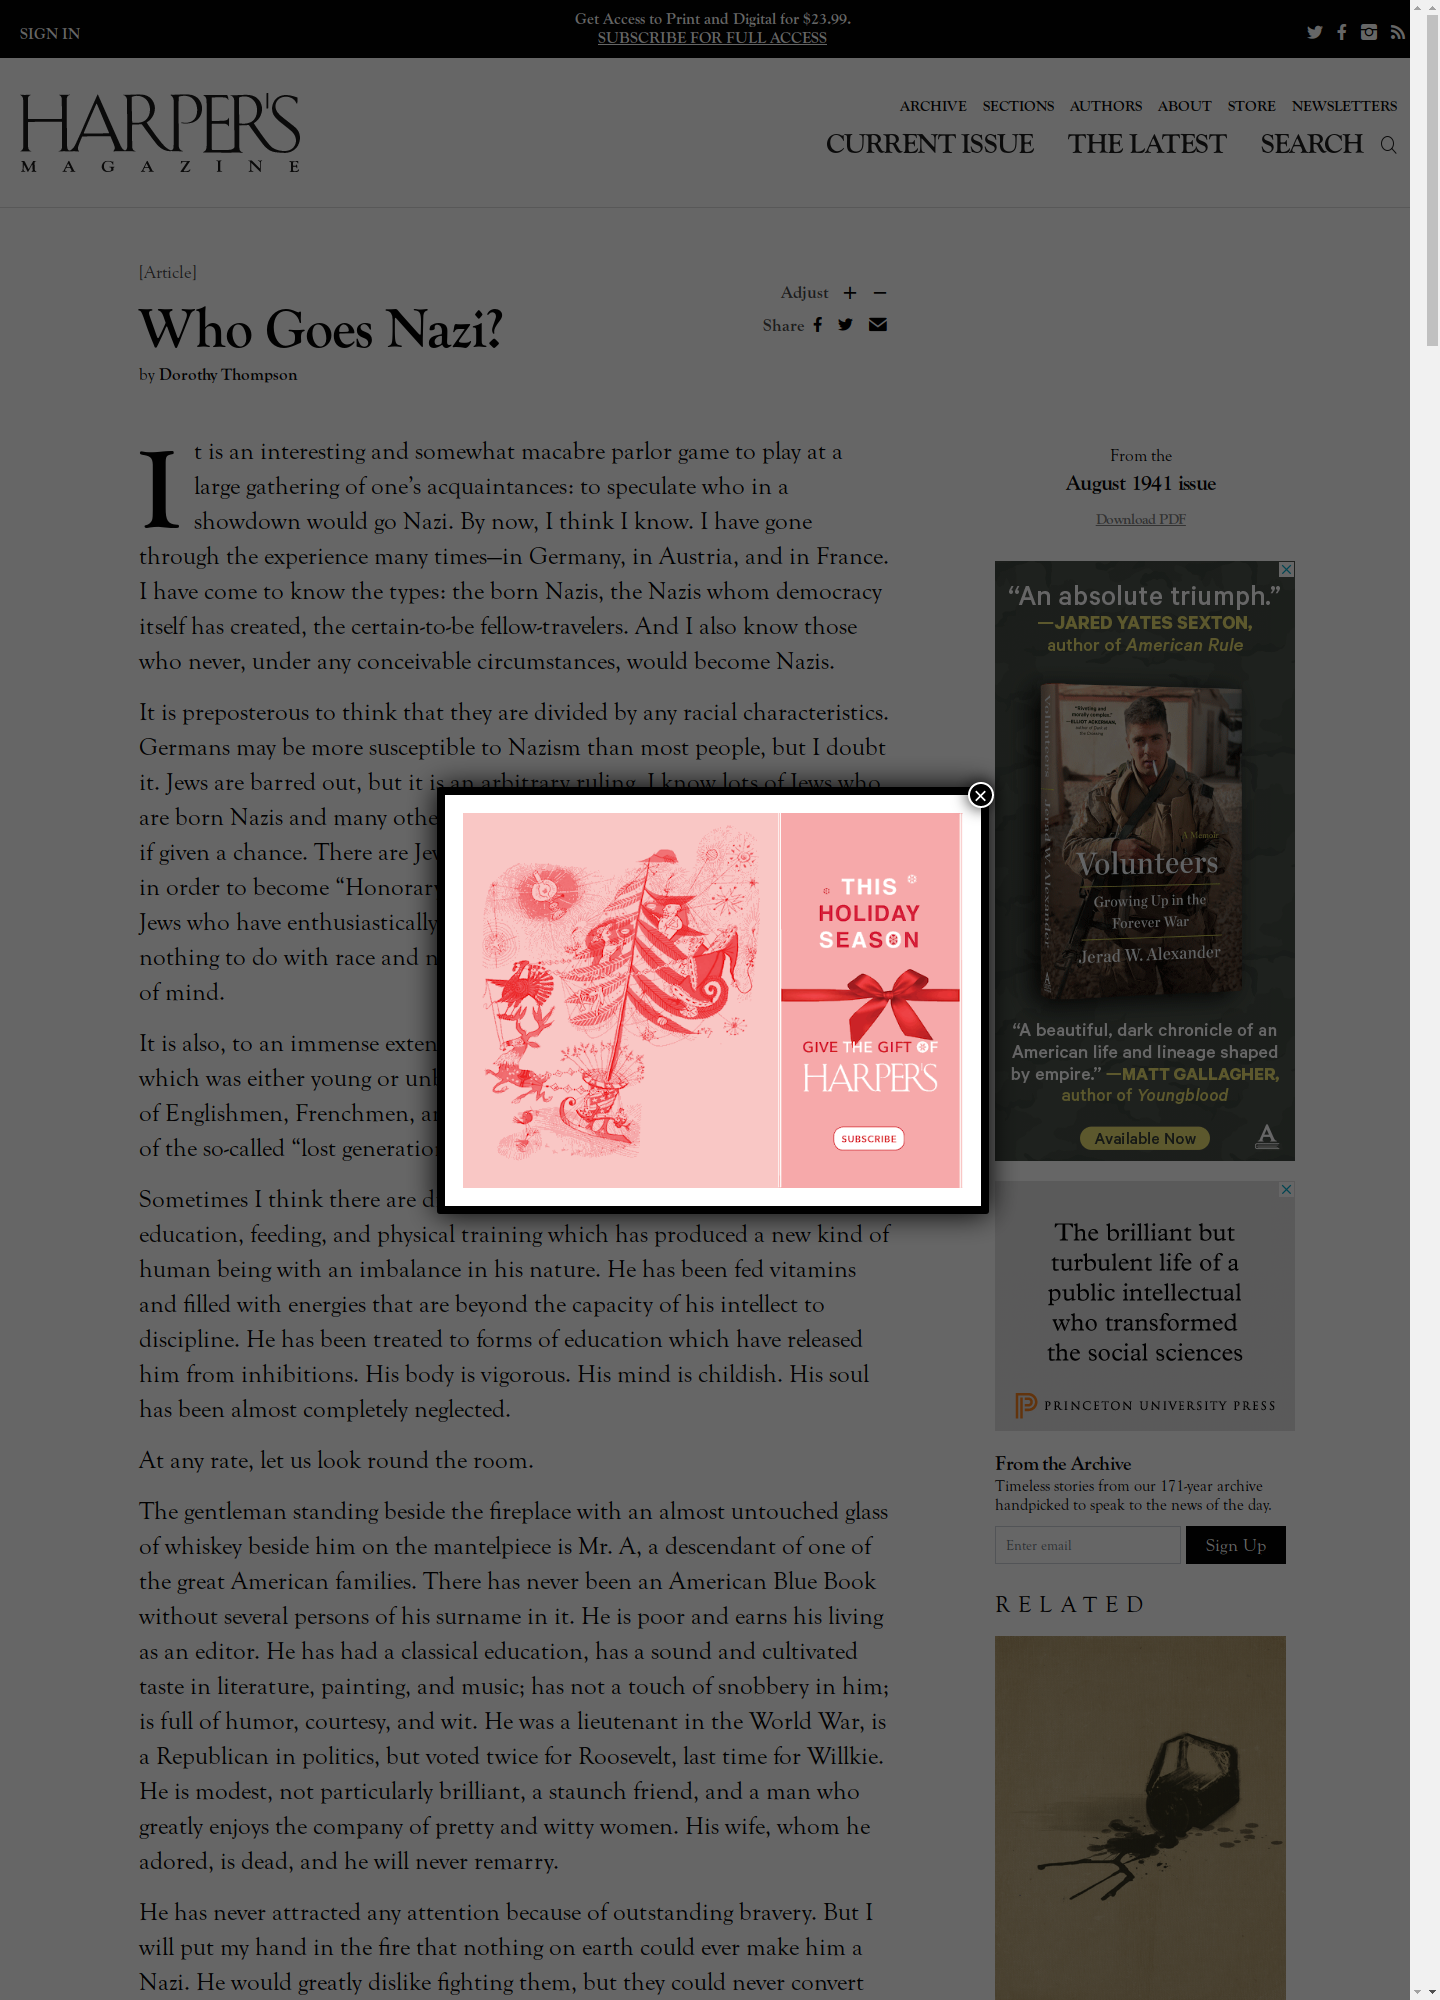 SIGN IN
Get Access to Print and Digital for $23.99.
SUBSCRIBE FOR FULL ACCESS
HARPER'S
MAGAZINE
ARCHIVE SECTIONS AUTHORS ABOUT STORE NEWSLETTERS
CURRENT ISSUE THE LATEST SEARCH
[Article]
Who Goes Nazi?
by Dorothy Thompson
Adjust + −
Share
It is an interesting and somewhat macabre parlor game to play at a
large gathering of one’s acquaintances: to speculate who in a
showdown would go Nazi. By now, I think I know. I have gone
through the experience many times—in Germany, in Austria, and in France.
I have come to know the types: the born Nazis, the Nazis whom democracy
itself has created, the certain-to-be fellow-travelers. And I also know those
who never, under any conceivable circumstances, would become Nazis.
It is preposterous to think that they are divided by any racial characteristics.
Germans may be more susceptible to Nazism than most people, but I doubt
it. Jews are barred out, but it is an arbitrary ruling. I know lots of Jews who
are born Nazis and many othe
if given a chance. There are Je
in order to become “Honorary
Jews who have enthusiastically
nothing to do with race and n
of mind.
It is also, to an immense exten
which was either young or unb
of Englishmen, Frenchmen, an
of the so-called “lost generation
Sometimes I think there are d
education, feeding, and physical training which has produced a new kind of
human being with an imbalance in his nature. He has been fed vitamins
and filled with energies that are beyond the capacity of his intellect to
discipline. He has been treated to forms of education which have released
him from inhibitions. His body is vigorous. His mind is childish. His soul
has been almost completely neglected.
At any rate, let us look round the room.
The gentleman standing beside the fireplace with an almost untouched glass
of whiskey beside him on the mantelpiece is Mr. A, a descendant of one of
the great American families. There has never been an American Blue Book
without several persons of his surname in it. He is poor and earns his living
as an editor. He has had a classical education, has a sound and cultivated
taste in literature, painting, and music; has not a touch of snobbery in him;
is full of humor, courtesy, and wit. He was a lieutenant in the World War, is
a Republican in politics, but voted twice for Roosevelt, last time for Willkie.
He is modest, not particularly brilliant, a staunch friend, and a man who
greatly enjoys the company of pretty and witty women. His wife, whom he
adored, is dead, and he will never remarry.
He has never attracted any attention because of outstanding bravery. But I
will put my hand in the fire that nothing on earth could ever make him a
Nazi. He would greatly dislike fighting them, but they could never convert
THIS
HOLIDAY
SEASON
GIVE THE GIFT OF
HARPER'S
SUBSCRIBE
From the
August 1941 issue
Download PDF
“An absolute triumph.”
—JARED YATES SEXTON,
author of American Rule
“Riveting and
morally complex.”
—ELLIOT ACKERMAN,
Volunteers
Jerad W. Alexander
A Memoir
Volunteers
Growing Up in the
Forever War
Jerad W. Alexander
“A beautiful, dark chronicle of an
American life and lineage shaped
by empire.” —MATT GALLAGHER,
author of Youngblood
Available Now
A
The brilliant but
turbulent life of a
public intellectual
who transformed
the social sciences
PRINCETON UNIVERSITY PRESS
From the Archive
Timeless stories from our 171-year archive
handpicked to speak to the news of the day.
Enter email
Sign Up
RELATED